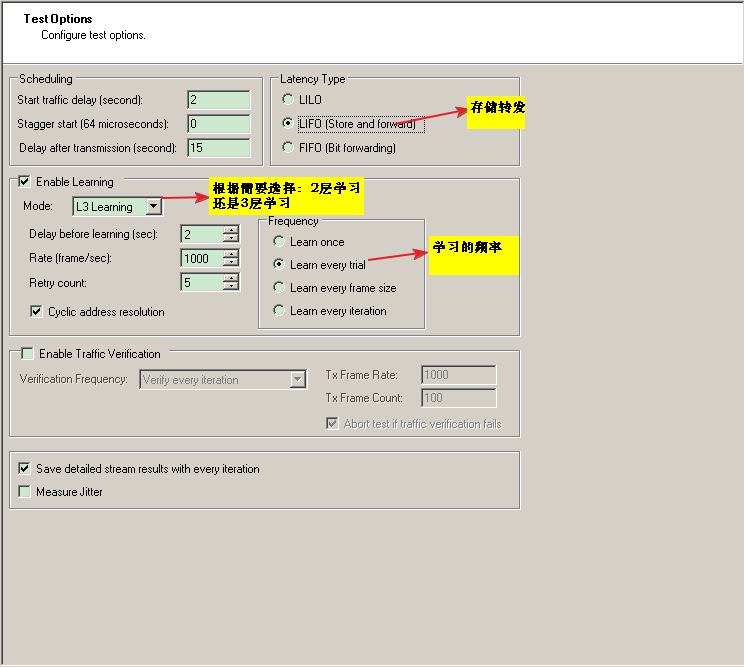 Test Options
Configure test options.
Scheduling
Start traffic delay (second):
2
Stagger start (64 microseconds):
0
Delay after transmission (second):
15
Latency Type
LILO
LIFO (Store and forward)
FIFO (Bit forwarding)
存储转发
Enable Learning
Mode:
L3 Learning
根据需要选择：2层学习
还是3层学习
Delay before learning (sec):
2
Rate (frame/sec):
1000
Retry count:
5
Cyclic address resolution
Frequency
Learn once
Learn every trial
Learn every frame size
Learn every iteration
学习的频率
Enable Traffic Verification
Verification Frequency:
Verify every iteration
Tx Frame Rate:
1000
Tx Frame Count:
100
Abort test if traffic verification fails
Save detailed stream results with every iteration
Measure Jitter